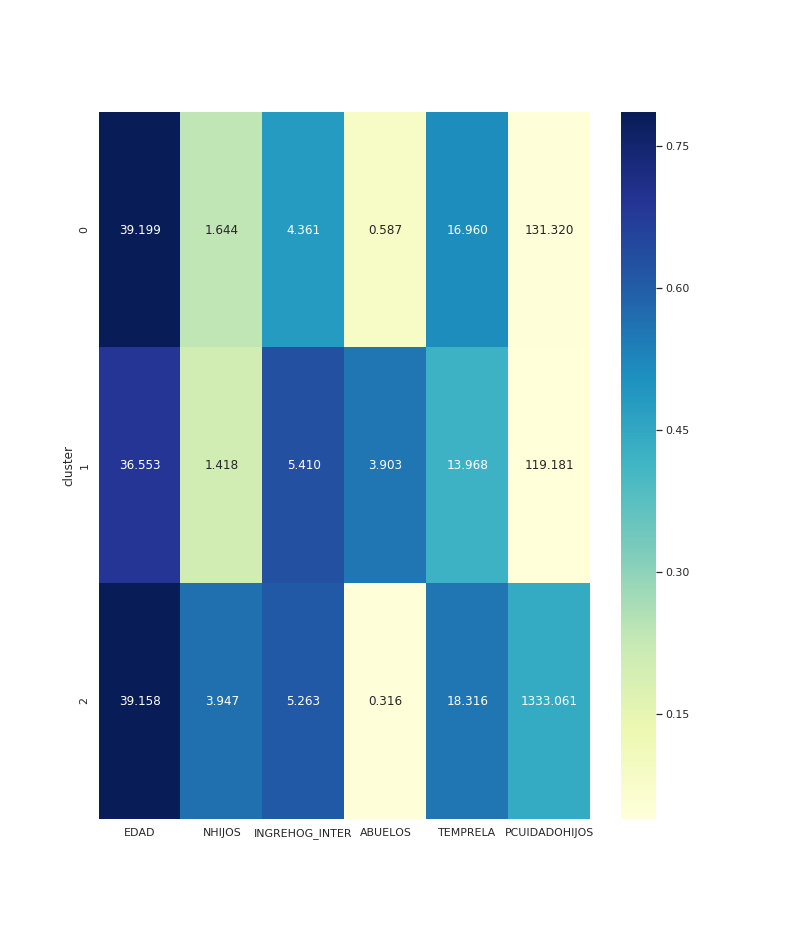 0.75
0 39.199 1.644 4.361 0.587 16.960 131.320
0.60
0.45
cluster
1 36.553 1.418 5.410 3.903 13.968 119.181
0.30
2 39.158 3.947 5.263 0.316 18.316 1333.061
0.15
EDAD NHIJOS INGREHOG_INTER ABUELOS TEMPRELA PCUIDADOHIJOS